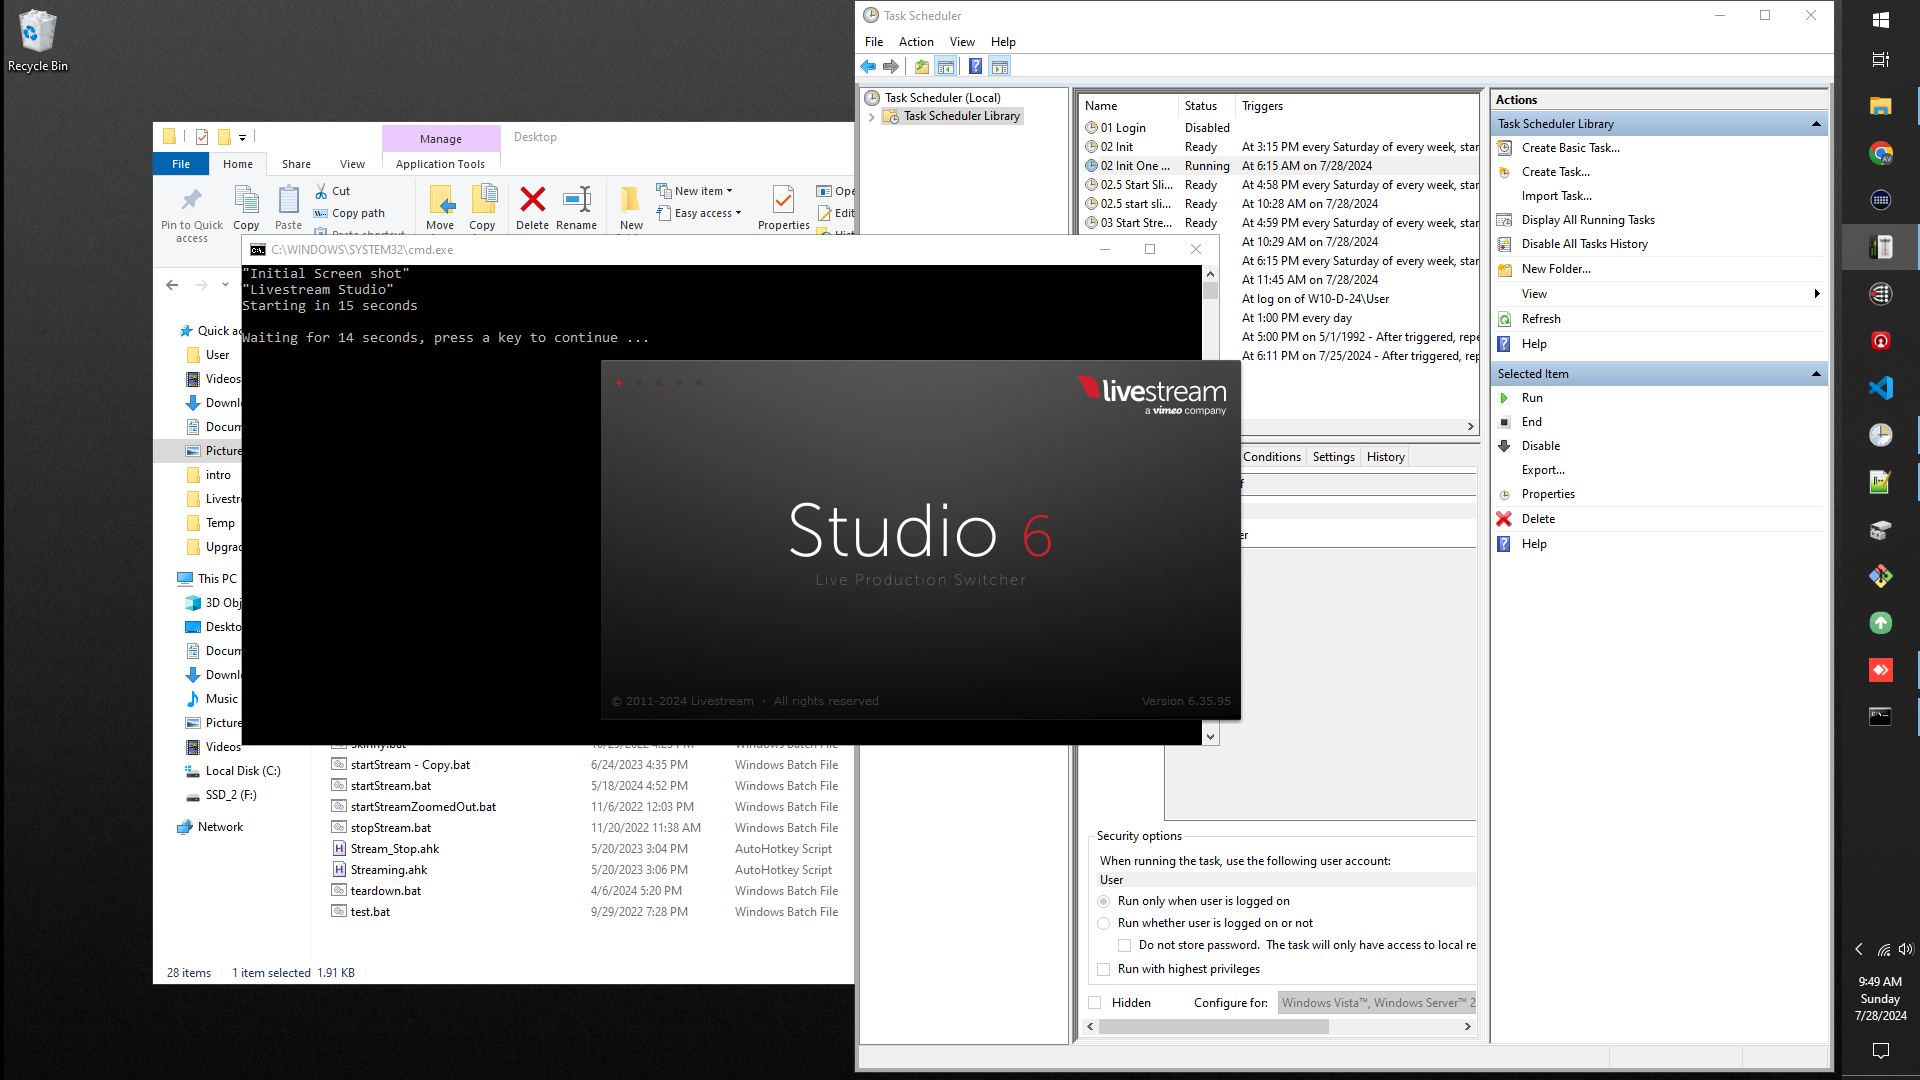 Recycle Bin
Manage
Desktop
File
Home
Share
View
Application Tools
Pin to Quick access
Copy
Paste
Cut
Copy path
Paste shortcut
Move
Copy
Delete
Rename
New
New item
Easy access
Properties
Edit
Quick
User
Videos
intro
Temp
This PC
Music
Videos
Local Disk (C:)
SSD_2 (F:)
Network
Skinny.bat
Windows Batch File
startStream - Copy.bat 6/24/2023 4:35 PM Windows Batch File
startStream.bat 5/18/2024 4:52 PM Windows Batch File
startStreamZoomedOut.bat 11/6/2022 12:03 PM Windows Batch File
stopStream.bat 11/20/2022 11:38 AM Windows Batch File
Stream_Stop.ahk 5/20/2023 3:04 PM AutoHotkey Script
Streaming.ahk 5/20/2023 3:06 PM AutoHotkey Script
teardown.bat 4/6/2024 5:20 PM Windows Batch File
test.bat 9/29/2022 7:28 PM Windows Batch File
28 items 1 item selected 1.91 KB
C:\WINDOWS\SYSTEM32\cmd.exe
"Initial Screen shot"
"Livestream Studio"
Starting in 15 seconds
Waiting for 14 seconds, press a key to continue ...
livestream
a vimeo company
Studio 6
Live Production Switcher
© 2011-2024 Livestream · All rights reserved
Version 6.35.95
Task Scheduler
File Action View Help
Task Scheduler (Local)
Task Scheduler Library
Name Status Triggers
01 Login Disabled
02 Init Ready At 3:15 PM every Saturday of every week, star
02 Init One ... Running At 6:15 AM on 7/28/2024
02.5 Start Sli... Ready At 4:58 PM every Saturday of every week, star
02.5 start sli... Ready At 10:28 AM on 7/28/2024
03 Start Stre... Ready At 4:59 PM every Saturday of every week, star
At 10:29 AM on 7/28/2024
At 6:15 PM every Saturday of every week, star
At 11:45 AM on 7/28/2024
At log on of W10-D-24\User
At 1:00 PM every day
At 5:00 PM on 5/1/1992 - After triggered, repe
At 6:11 PM on 7/25/2024 - After triggered, rep
Conditions Settings History
Security options
When running the task, use the following user account:
User
Run only when user is logged on
Run whether user is logged on or not
Do not store password. The task will only have access to local re
Run with highest privileges
Hidden
Configure for: Windows Vista™, Windows Server™ 2
Actions
Task Scheduler Library
Create Basic Task...
Create Task...
Import Task...
Display All Running Tasks
Disable All Tasks History
New Folder...
View
Refresh
Help
Selected Item
Run
End
Disable
Export...
Properties
Delete
Help
9:49 AM
Sunday
7/28/2024